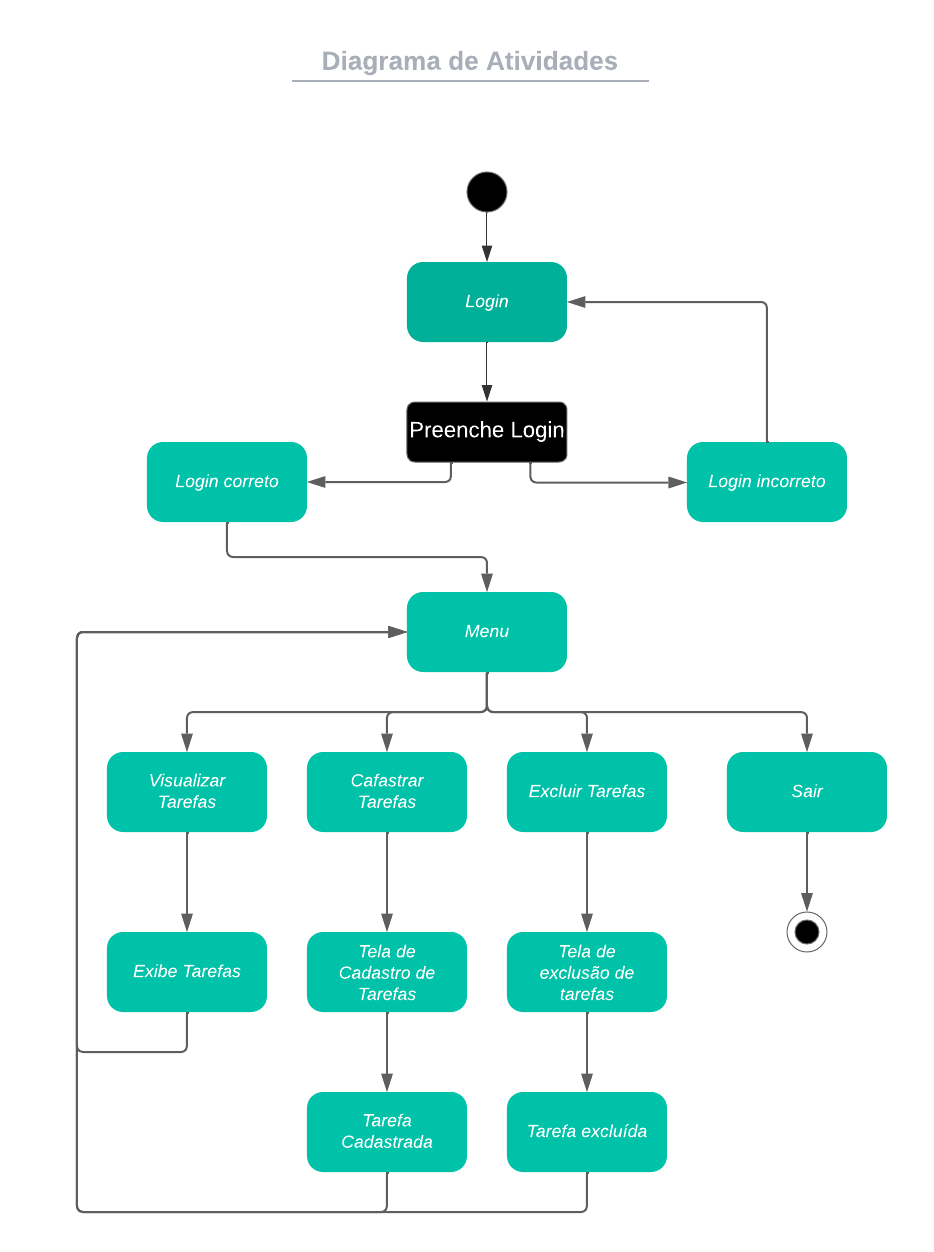 Diagrama de Atividades
Login
Preenche Login
Login correto
Login incorreto
Menu
Visualizar
Tarefas
Cafastrar
Tarefas
Excluir Tarefas
Sair
Exibe Tarefas
Tela de
Cadastro de
Tarefas
Tela de
exclusão de
tarefas
Tarefa
Cadastrada
Tarefa excluída